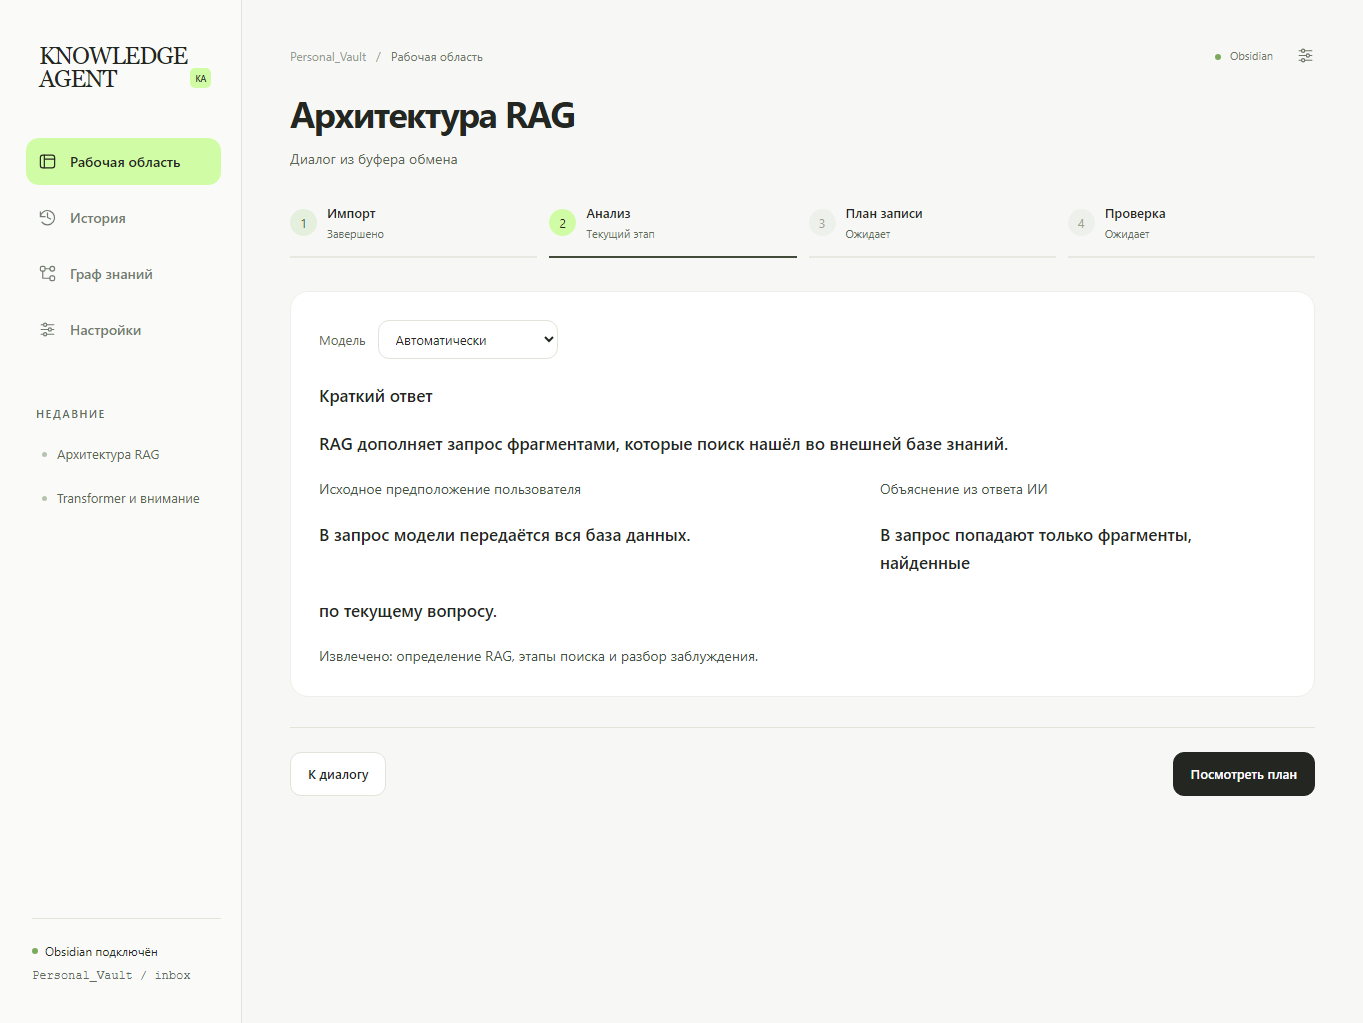 KNOWLEDGE
AGENT
KA
Рабочая область
История
Граф знаний
Настройки
НЕДАВНИЕ
Архитектура RAG
Transformer и внимание
Obsidian подключён
Personal_Vault / inbox
Personal_Vault / Рабочая область
Obsidian
Архитектура RAG
Диалог из буфера обмена
1
Импорт
Завершено
2
Анализ
Текущий этап
3
План записи
Ожидает
4
Проверка
Ожидает
Модель
Автоматически
Краткий ответ
RAG дополняет запрос фрагментами, которые поиск нашёл во внешней базе знаний.
Исходное предположение пользователя
В запрос модели передаётся вся база данных.
Объяснение из ответа ИИ
В запрос попадают только фрагменты,
найденные
по текущему вопросу.
Извлечено: определение RAG, этапы поиска и разбор заблуждения.
К диалогу
Посмотреть план